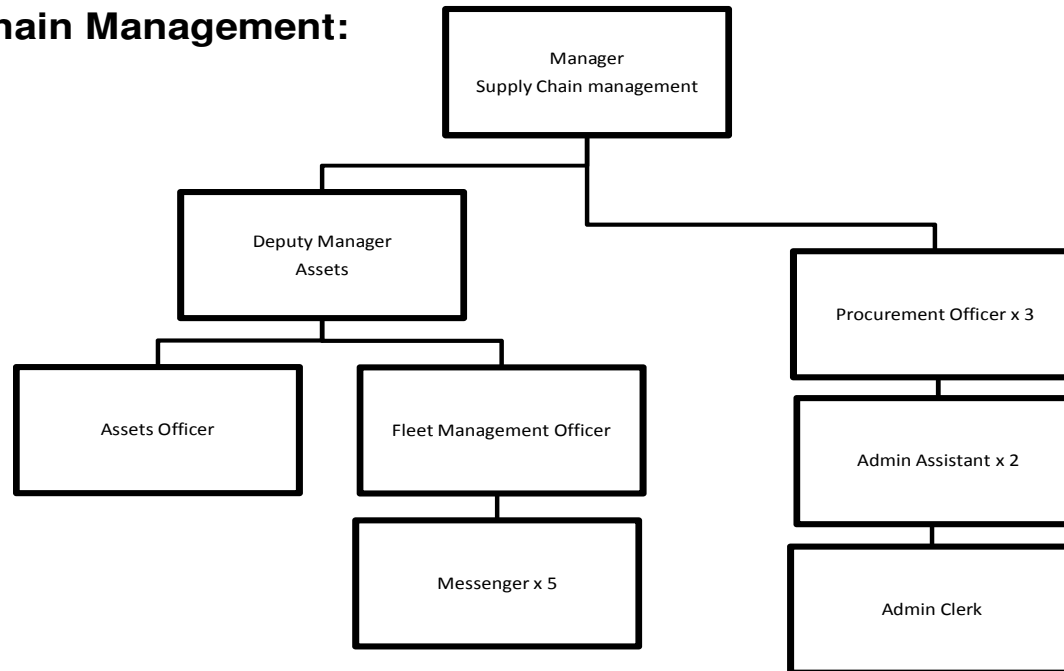 hain Management:
Manager
Supply Chain management
Deputy Manager
Assets
Procurement Officer x 3
Assets Officer
Fleet Management Officer
Admin Assistant x 2
Messenger x 5
Admin Clerk